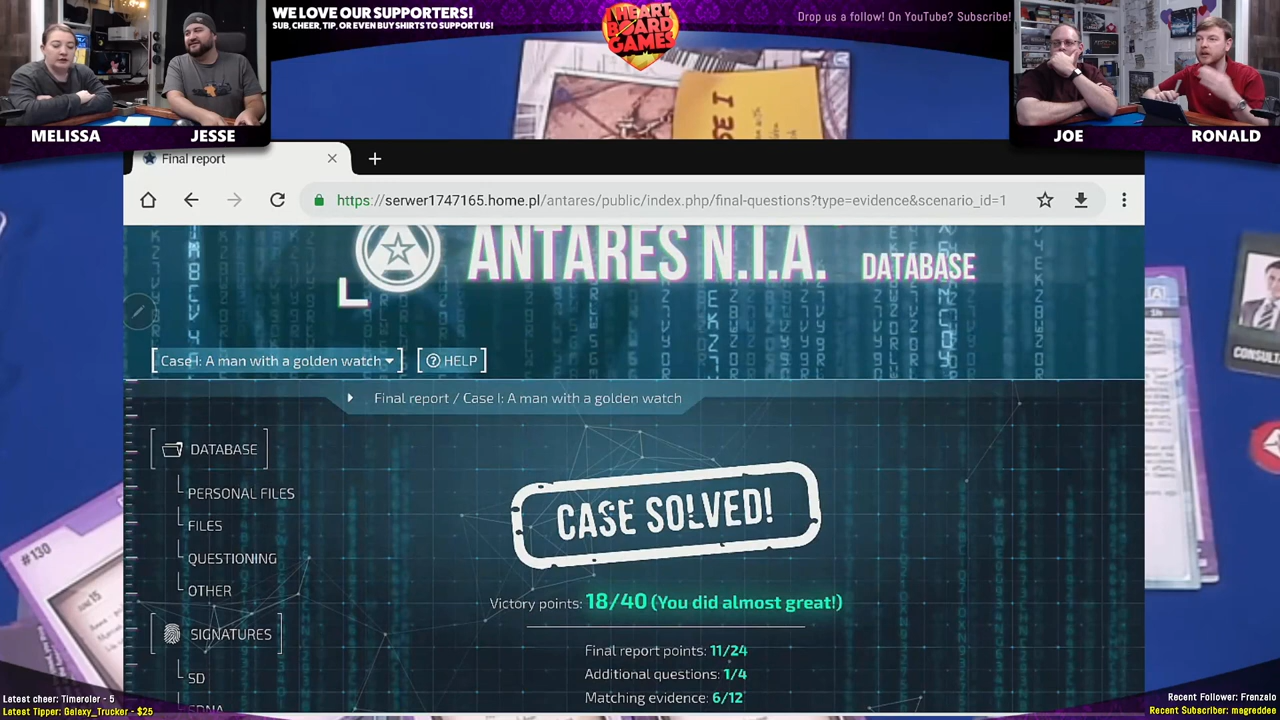 WE LOVE OUR SUPPORTERS!
SUB, CHEER, TIP, OR EVEN BUY SHIRTS TO SUPPORT US!
I HEART
BOARD
GAMES
Drop us a follow! On YouTube? Subscribe!
MELISSA
JESSE
JOE
RONALD
Final report
https://serwer1747165.home.pl/antares/public/index.php/final-questions?type=evidence&scenario_id=1
ANTARES N.I.A. DATABASE
Case I: A man with a golden watch
HELP
Final report / Case I: A man with a golden watch
DATABASE
PERSONAL FILES
FILES
QUESTIONING
OTHER
SIGNATURES
SD
CASE SOLVED!
Victory points: 18/40 (You did almost great!)
Final report points: 11/24
Additional questions: 1/4
Matching evidence: 6/12
#130
CONSULT
Latest cheer: Timeroler - 5
Latest Tipper: Galexy_Trucker - $25
Recent Follower: Frenzalo
Recent Subscriber: magreddee